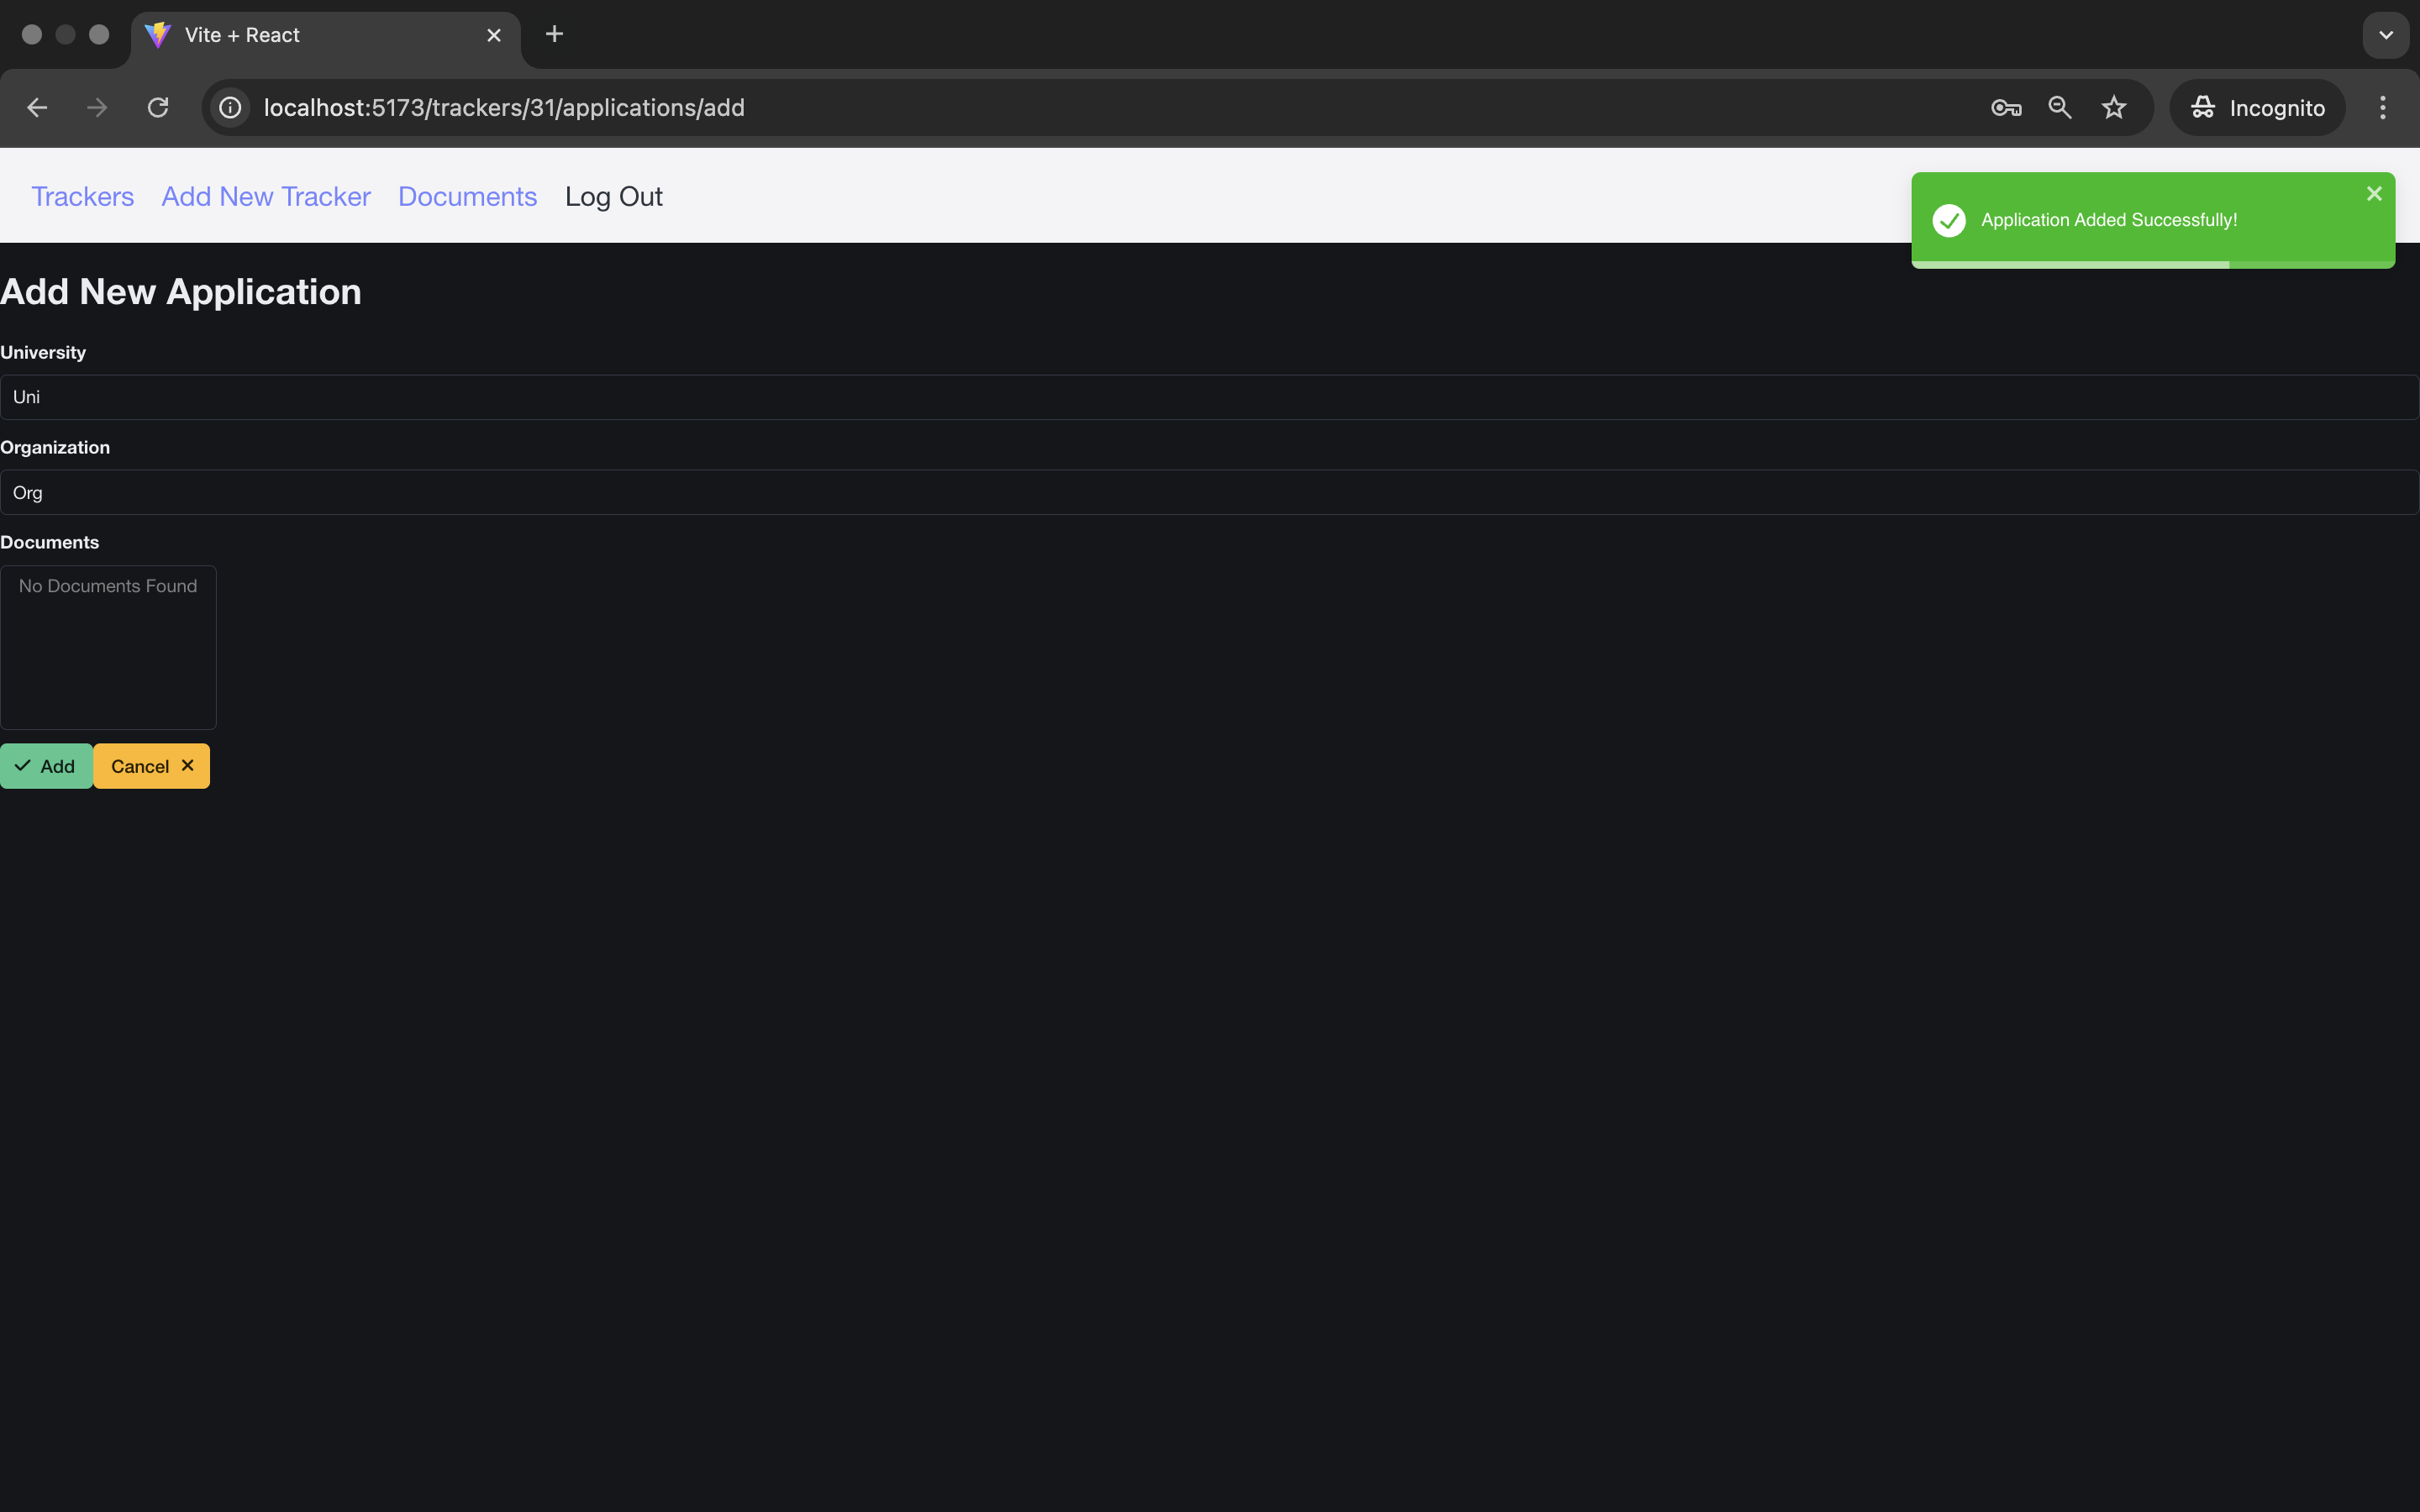 Vite + React
localhost:5173/trackers/31/applications/add
Incognito
Trackers Add New Tracker Documents Log Out
Application Added Successfully!
Add New Application
University
Uni
Organization
Org
Documents
No Documents Found
Add Cancel